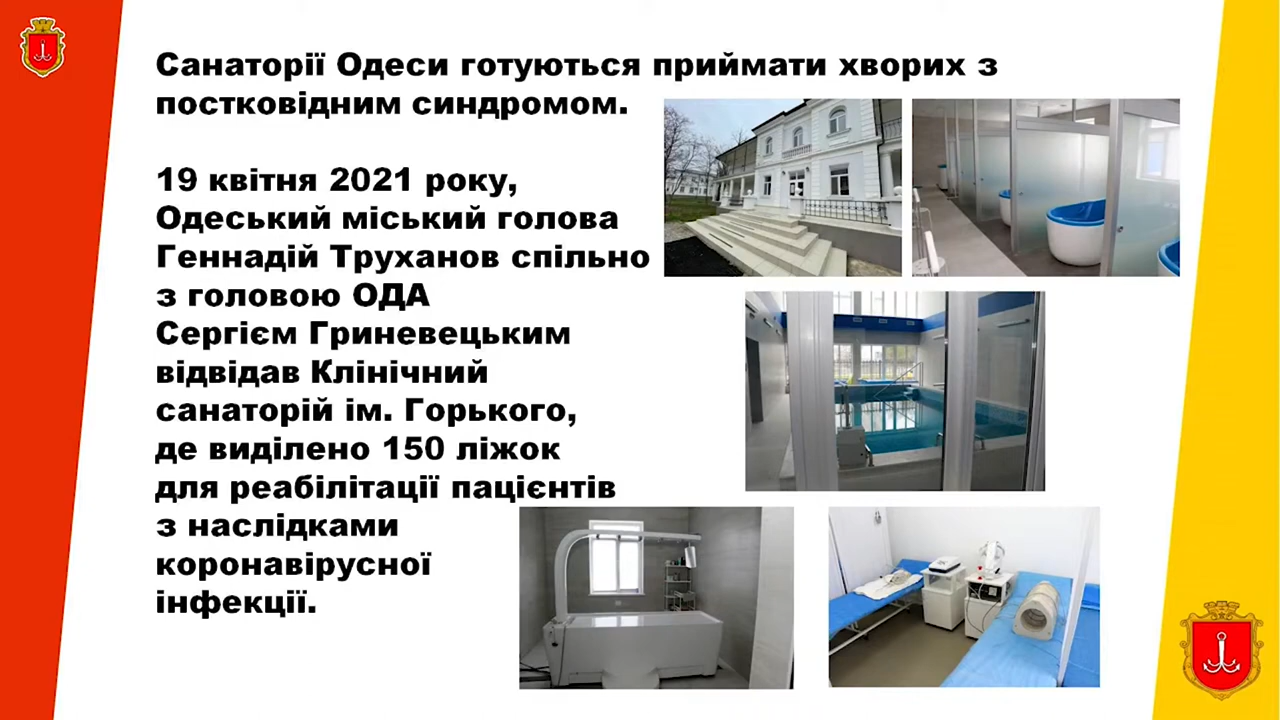 Санаторії Одеси готуються приймати хворих з
постковідним синдромом.
19 квітня 2021 року,
Одеський міський голова
Геннадій Труханов спільно
з головою ОДА
Сергієм Гриневецьким
відвідав Клінічний
санаторій ім. Горького,
де виділено 150 ліжок
для реабілітації пацієнтів
з наслідками
коронавірусної
інфекції.